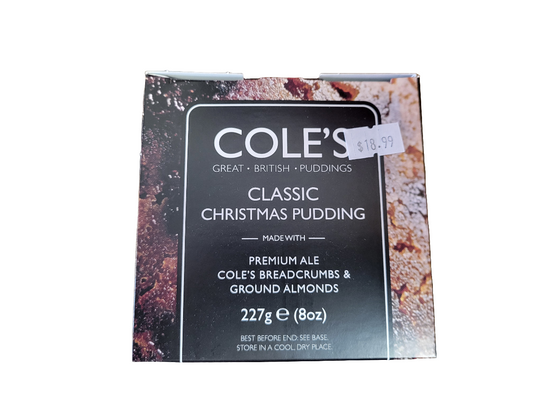 COLE'S
$18.99
GREAT · BRITISH · PUDDINGS
CLASSIC
CHRISTMAS PUDDING
MADE WITH
PREMIUM ALE
COLE'S BREADCRUMBS &
GROUND ALMONDS
227g ℮ (8oz)
BEST BEFORE END: SEE BASE.
STORE IN A COOL, DRY PLACE.